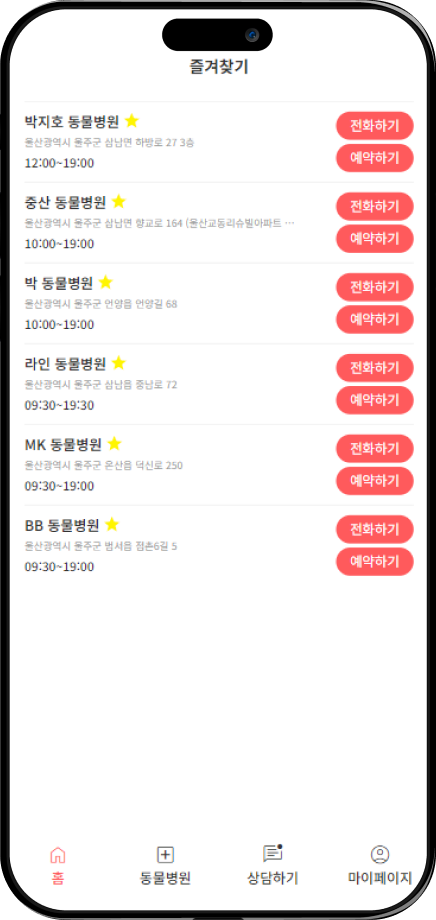 즐겨찾기
박지호 동물병원
전화하기
울산광역시 울주군 삼남면 하방로 27 3층
예약하기
12:00~19:00
중산 동물병원
전화하기
울산광역시 울주군 삼남면 향교로 164 (울산교동리슈빌아파트 ⋯
예약하기
10:00~19:00
박 동물병원
전화하기
울산광역시 울주군 언양읍 언양길 68
예약하기
10:00~19:00
라인 동물병원
전화하기
울산광역시 울주군 삼남읍 중남로 72
예약하기
09:30~19:30
MK 동물병원
전화하기
울산광역시 울주군 온산읍 덕신로 250
예약하기
09:30~19:00
BB 동물병원
전화하기
울산광역시 울주군 범서읍 점촌6길 5
예약하기
09:30~19:00
홈
동물병원
상담하기
마이페이지